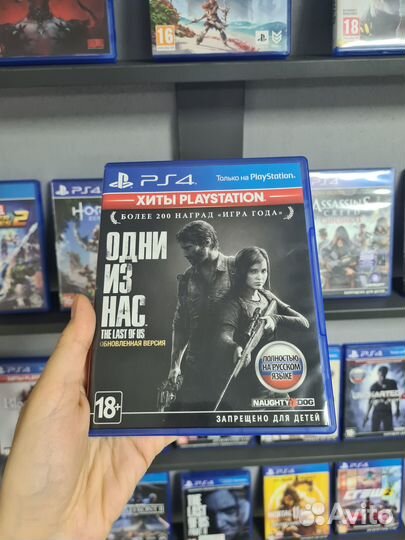 16
18
PS4
Только на PlayStation
ХИТЫ PLAYSTATION
БОЛЕЕ 200 НАГРАД «ИГРА ГОДА»
ОДНИ
ИЗ
НАС
THE LAST OF US
ОБНОВЛЕННАЯ ВЕРСИЯ
ПОЛНОСТЬЮ
НА РУССКОМ
ЯЗЫКЕ
18+
NAUGHTY DOG
ЗАПРЕЩЕНО ДЛЯ ДЕТЕЙ
PS4
ASSASSIN'S
PS4
UNCHARTED
PS4
PS4
PS4
Avito